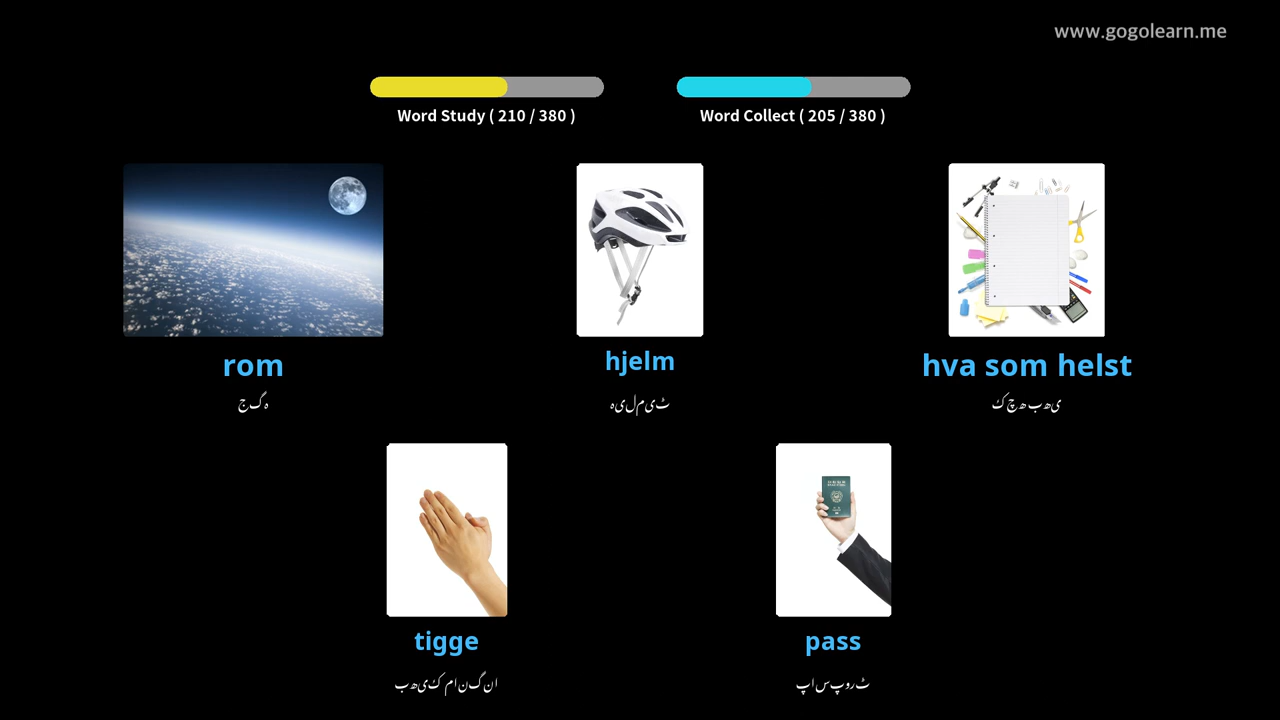 www.gogolearn.me
Word Study ( 210 / 380 )
Word Collect ( 205 / 380 )
rom
جگہ
hjelm
ہیلمیٹ
hva som helst
کچھ بھی
tigge
بھیک مانگنا
pass
پاسپورٹ